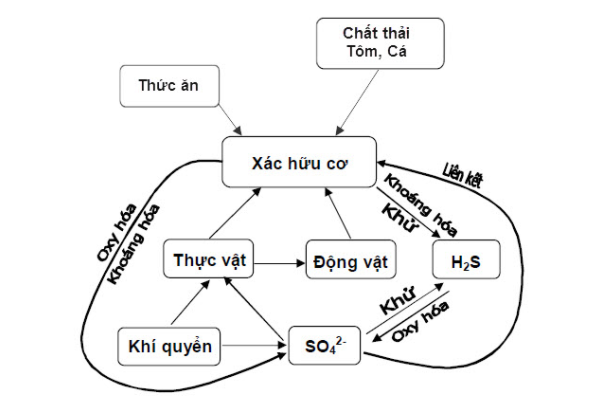 Chất thải
Tôm, Cá
Thức ăn
Xác hữu cơ
Liên kết
Khoáng hóa
Khử
Oxy hóa
Khoáng hóa
Thực vật
Động vật
H₂S
Khử
Oxy hóa
Khí quyển
SO₄²⁻